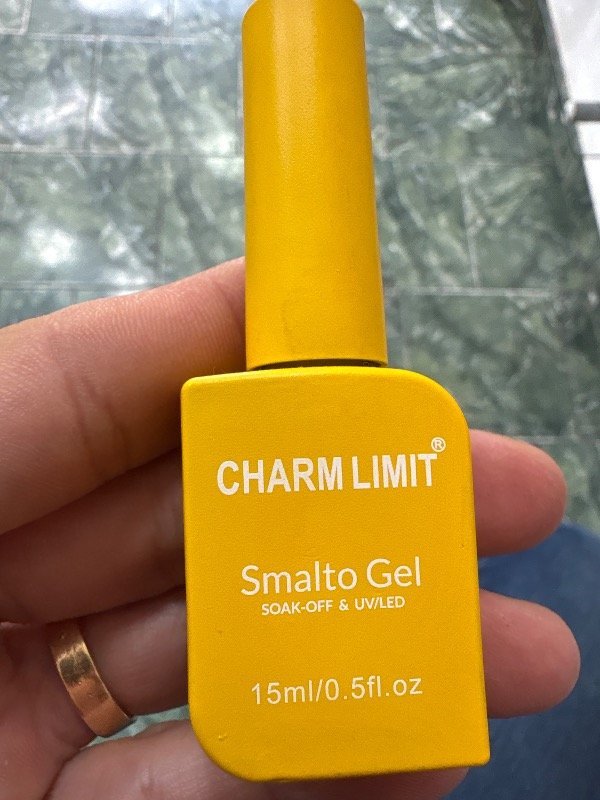 CHARM LIMIT®
Smalto Gel
SOAK-OFF & UV/LED
15ml/0.5fl.oz